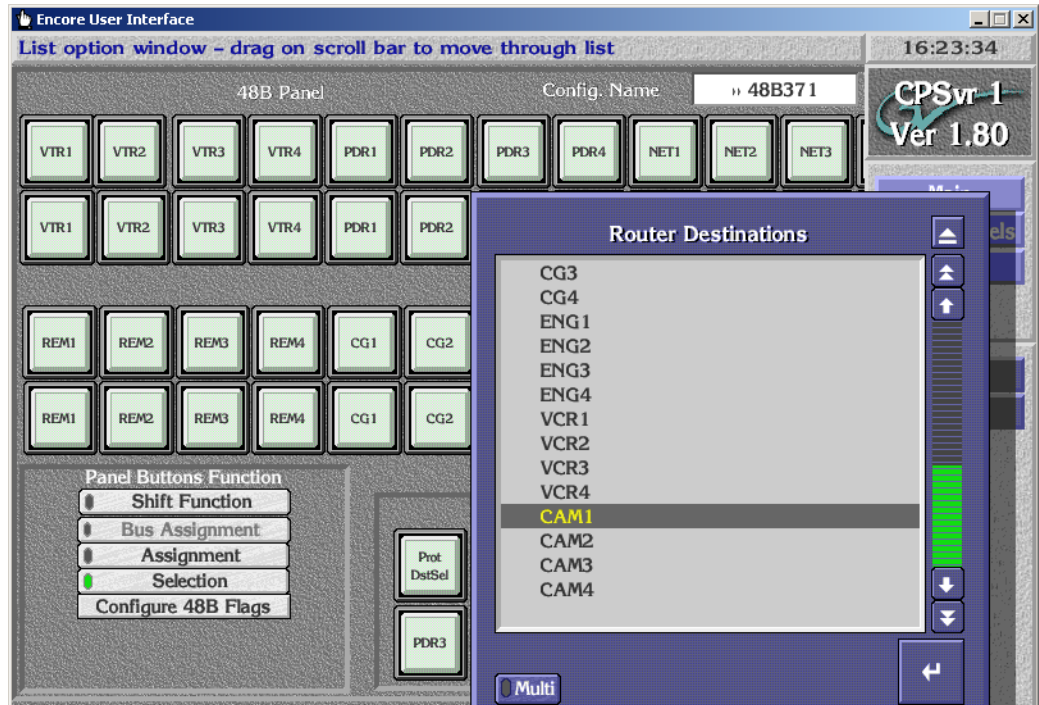 Encore User Interface
List option window – drag on scroll bar to move through list
16:23:34
48B Panel
Config. Name
» 48B371
CPSvr-1
Ver 1.80
VTR1 VTR2 VTR3 VTR4 PDR1 PDR2 PDR3 PDR4 NET1 NET2 NET3
VTR1 VTR2 VTR3 VTR4 PDR1 PDR2
els
Router Destinations
CG3
CG4
ENG1
ENG2
ENG3
ENG4
VCR1
VCR2
VCR3
VCR4
CAM1
CAM2
CAM3
CAM4
Multi
REM1 REM2 REM3 REM4 CG1 CG2
REM1 REM2 REM3 REM4 CG1 CG2
Panel Buttons Function
Shift Function
Bus Assignment
Assignment
Selection
Configure 48B Flags
Prot
DstSel
PDR3